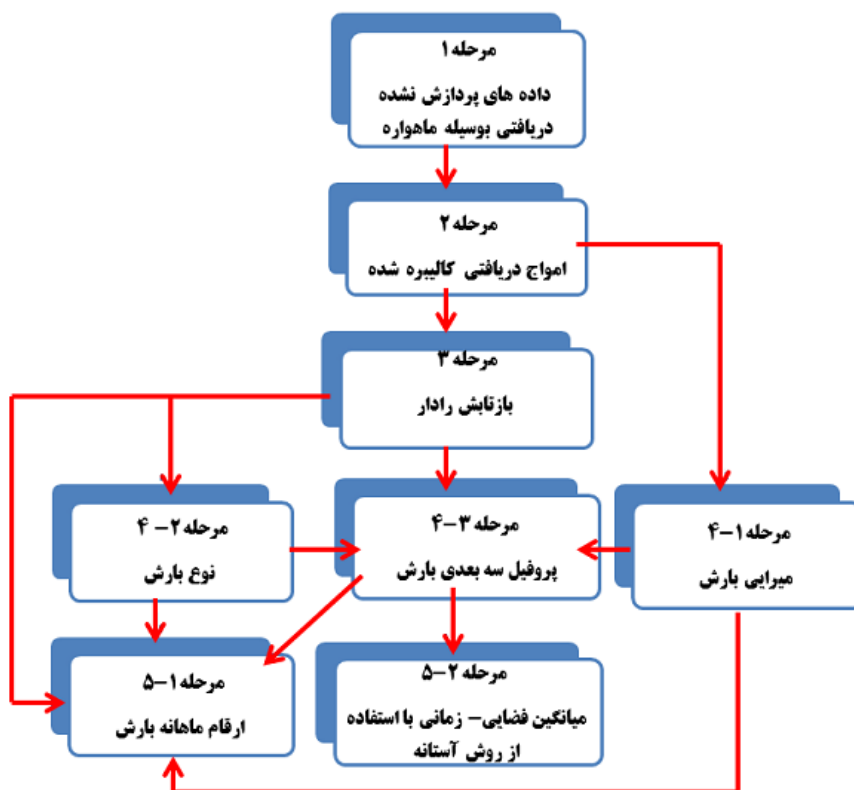 مرحله ۱
داده های پردازش نشده
دریافتی بوسیله ماهواره
مرحله ۲
امواج دریافتی کالیبره شده
مرحله ۳
بازتابش رادار
مرحله ۲- ۴
نوع بارش
مرحله ۳-۴
پروفیل سه بعدی بارش
مرحله ۱-۴
میرایی بارش
مرحله ۱-۵
ارقام ماهانه بارش
مرحله ۲-۵
میانگین فضایی- زمانی با استفاده
از روش آستانه